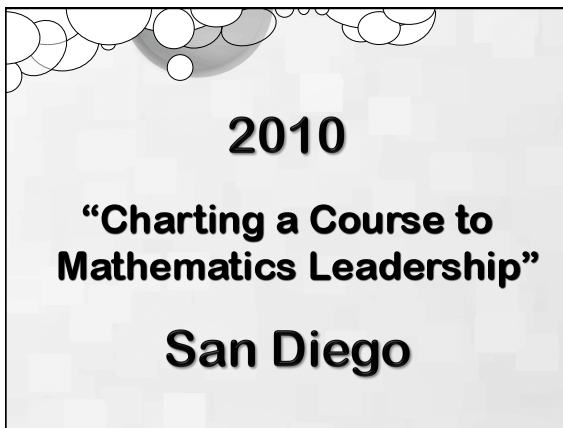 2010
“Charting a Course to
Mathematics Leadership”
San Diego